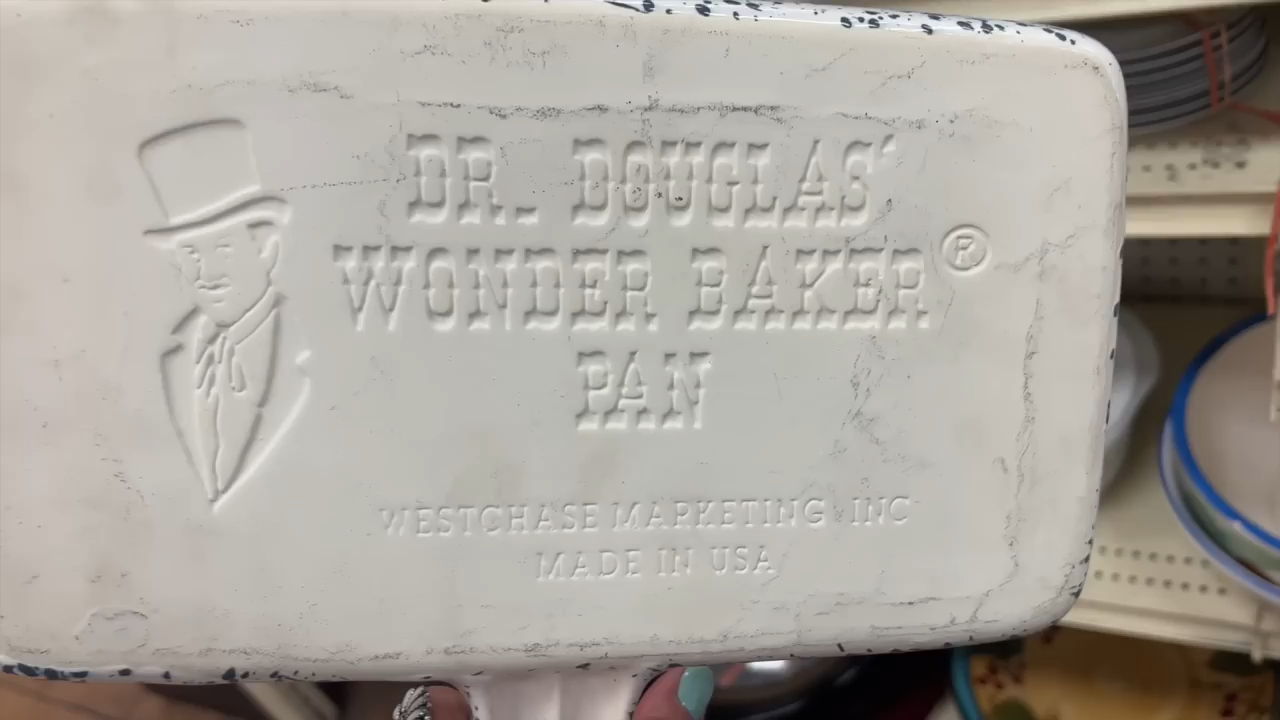 DR. DOUGLAS'
WONDER BAKER®
PAN
WESTCHASE MARKETING INC
MADE IN USA